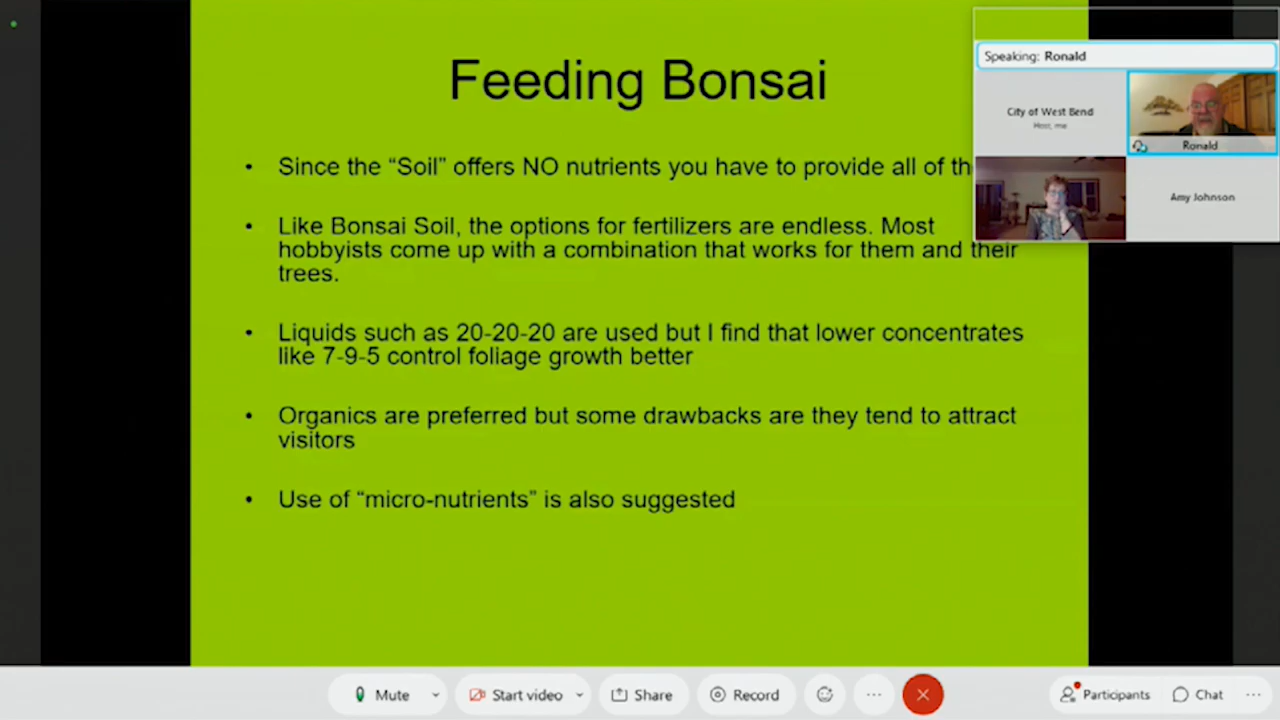 Feeding Bonsai
Speaking: Ronald
City of West Bend
Host, me
Ronald
Amy Johnson
• Since the “Soil” offers NO nutrients you have to provide all of
• Like Bonsai Soil, the options for fertilizers are endless. Most
hobbyists come up with a combination that works for them and their
trees.
• Liquids such as 20-20-20 are used but I find that lower concentrates
like 7-9-5 control foliage growth better
• Organics are preferred but some drawbacks are they tend to attract
visitors
• Use of “micro-nutrients” is also suggested
Mute
Start video
Share
Record
Participants
Chat